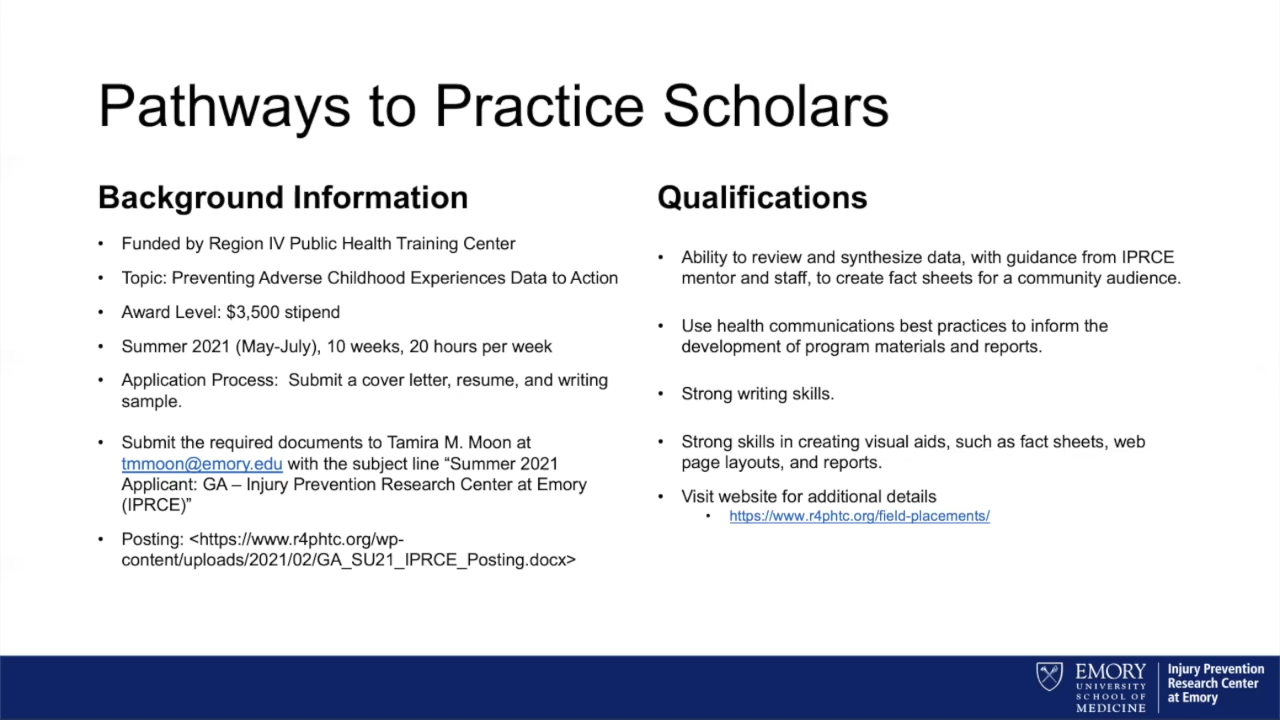 Pathways to Practice Scholars
Background Information
• Funded by Region IV Public Health Training Center
• Topic: Preventing Adverse Childhood Experiences Data to Action
• Award Level: $3,500 stipend
• Summer 2021 (May-July), 10 weeks, 20 hours per week
• Application Process:  Submit a cover letter, resume, and writing
sample.
• Submit the required documents to Tamira M. Moon at
tmmoon@emory.edu with the subject line “Summer 2021
Applicant: GA – Injury Prevention Research Center at Emory
(IPRCE)”
• Posting: <https://www.r4phtc.org/wp-
content/uploads/2021/02/GA_SU21_IPRCE_Posting.docx>
Qualifications
• Ability to review and synthesize data, with guidance from IPRCE
mentor and staff, to create fact sheets for a community audience.
• Use health communications best practices to inform the
development of program materials and reports.
• Strong writing skills.
• Strong skills in creating visual aids, such as fact sheets, web
page layouts, and reports.
• Visit website for additional details
• https://www.r4phtc.org/field-placements/
EMORY
UNIVERSITY
SCHOOL OF
MEDICINE
Injury Prevention
Research Center
at Emory